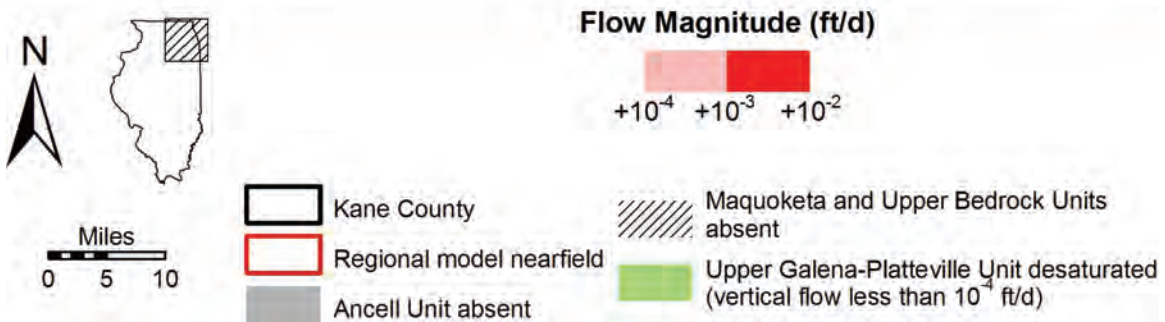 Flow Magnitude (ft/d)
N
+10⁻⁴ +10⁻³ +10⁻²
Miles
0 5 10
Kane County
Regional model nearfield
Ancell Unit absent
Maquoketa and Upper Bedrock Units
absent
Upper Galena-Platteville Unit desaturated
(vertical flow less than 10⁻⁴ ft/d)